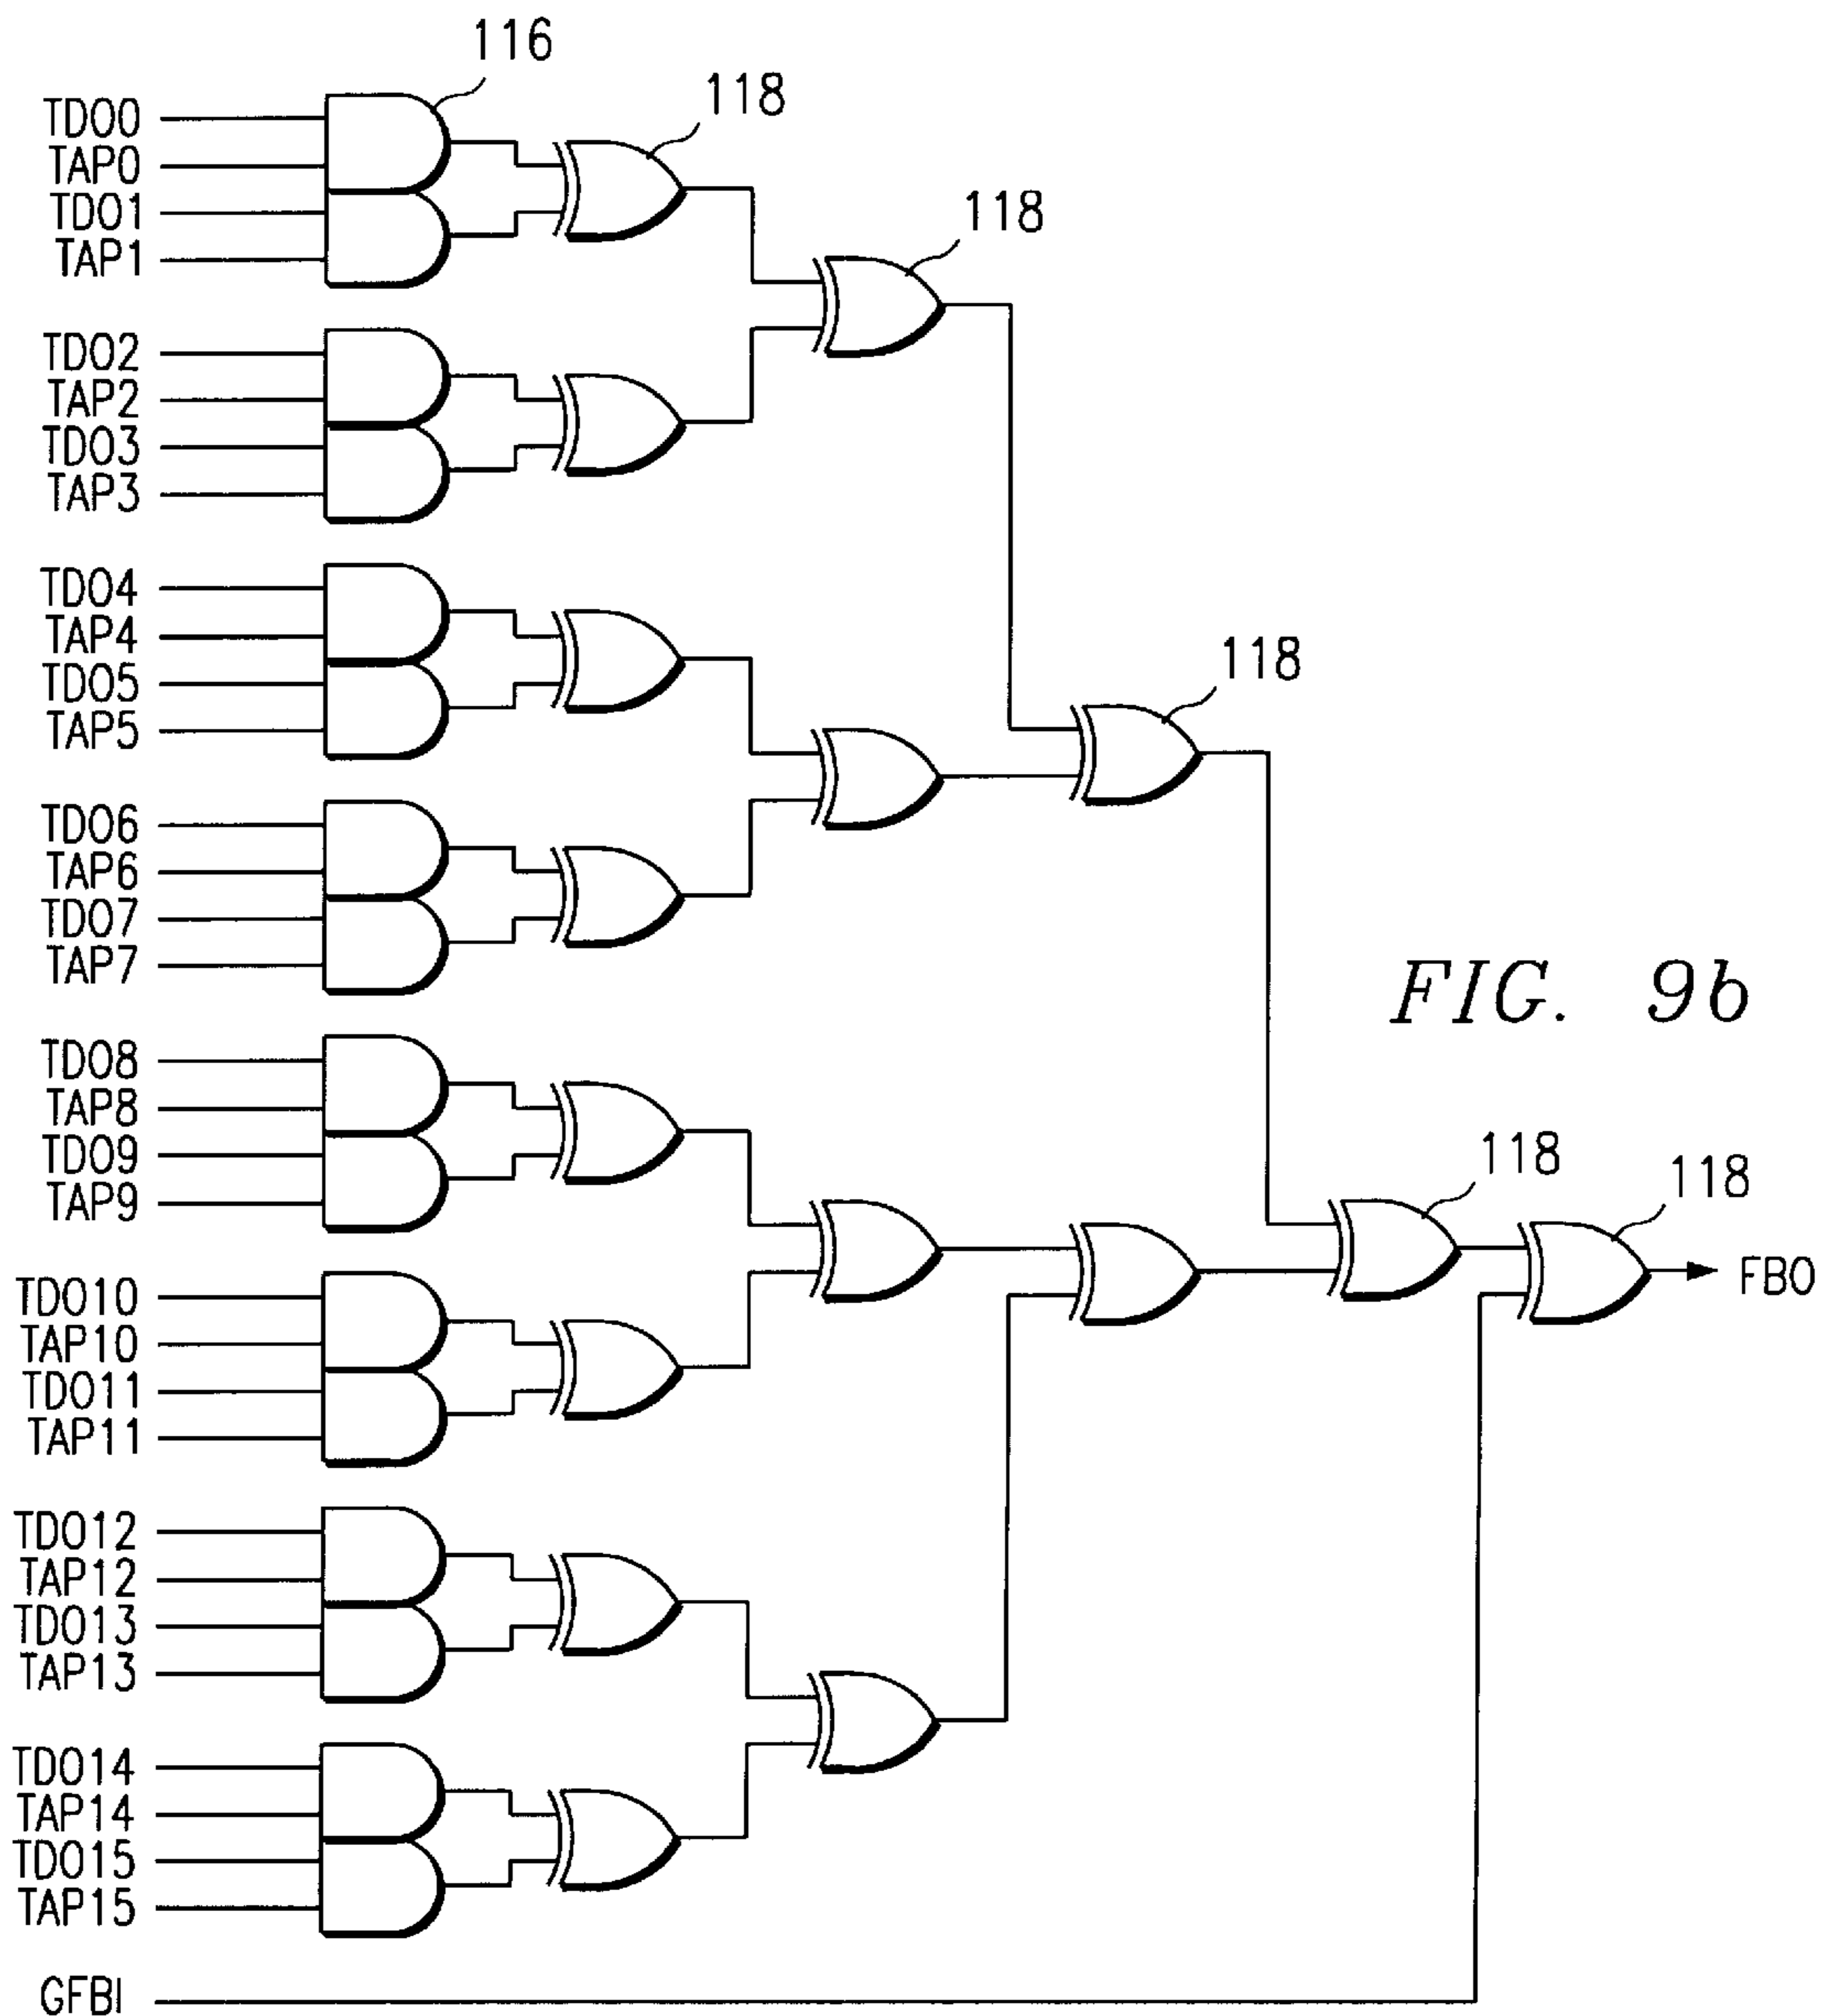 116
118
TDO0
TAP0
TDO1
TAP1
118
TDO2
TAP2
TDO3
TAP3
TDO4
TAP4
TDO5
TAP5
118
TDO6
TAP6
TDO7
TAP7
FIG. 9b
TDO8
TAP8
TDO9
TAP9
118
118
FBO
TDO10
TAP10
TDO11
TAP11
TDO12
TAP12
TDO13
TAP13
TDO14
TAP14
TDO15
TAP15
GFBI